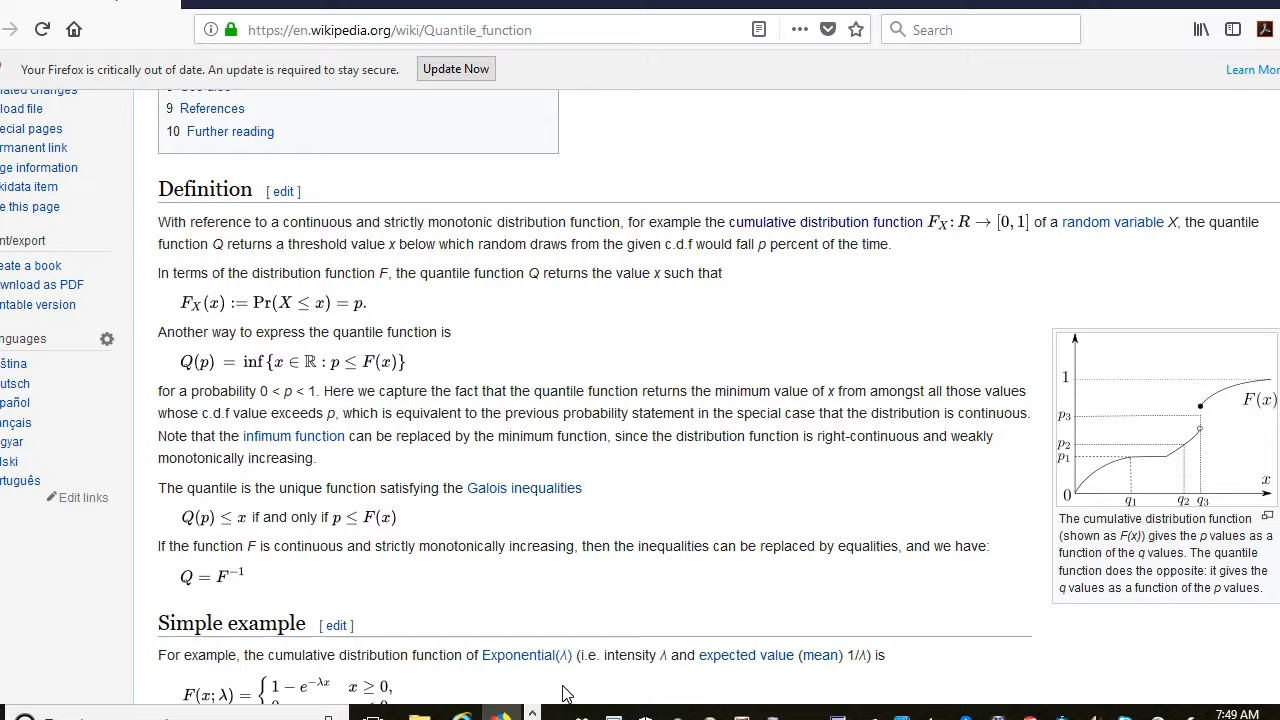 https://en.wikipedia.org/wiki/Quantile_function
Search
Your Firefox is critically out of date. An update is required to stay secure. Update Now Learn Mor
9 References
10 Further reading
load file
ecial pages
rmanent link
ge information
kidata item
e this page
nt/export
eate a book
wnload as PDF
ntable version
nguages
ština
utsch
pañol
ançais
gyar
lski
rtuguês
Edit links
Definition [ edit ]
With reference to a continuous and strictly monotonic distribution function, for example the cumulative distribution function F_X: R → [0, 1] of a random variable X, the quantile
function Q returns a threshold value x below which random draws from the given c.d.f would fall p percent of the time.
In terms of the distribution function F, the quantile function Q returns the value x such that
F_X(x) := Pr(X ≤ x) = p.
Another way to express the quantile function is
Q(p) = inf {x ∈ ℝ : p ≤ F(x)}
for a probability 0 < p < 1. Here we capture the fact that the quantile function returns the minimum value of x from amongst all those values
whose c.d.f value exceeds p, which is equivalent to the previous probability statement in the special case that the distribution is continuous.
Note that the infimum function can be replaced by the minimum function, since the distribution function is right-continuous and weakly
monotonically increasing.
The quantile is the unique function satisfying the Galois inequalities
Q(p) ≤ x if and only if p ≤ F(x)
If the function F is continuous and strictly monotonically increasing, then the inequalities can be replaced by equalities, and we have:
Q = F⁻¹
1
F(x)
p₃
p₂
p₁
0
x
q₁ q₂ q₃
The cumulative distribution function
(shown as F(x)) gives the p values as a
function of the q values. The quantile
function does the opposite: it gives the
q values as a function of the p values.
Simple example [ edit ]
For example, the cumulative distribution function of Exponential(λ) (i.e. intensity λ and expected value (mean) 1/λ) is
F(x; λ) = { 1 − e^{−λx} x ≥ 0,
7:49 AM